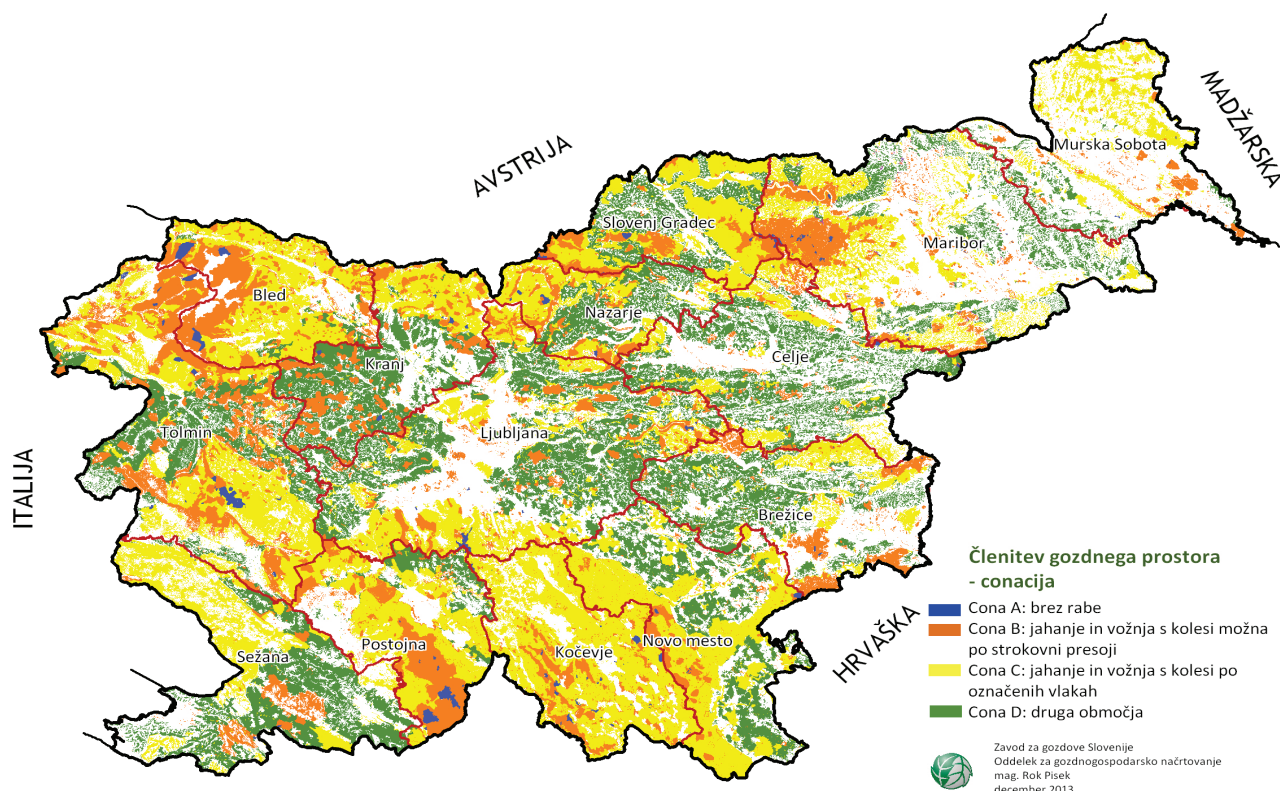 MADŽARSKA
AVSTRIJA
Murska Sobota
Slovenj Gradec
Maribor
Bled
Nazarje
Celje
Kranj
Tolmin
Ljubljana
ITALIJA
Brežice
Členitev gozdnega prostora
- conacija
Cona A: brez rabe
Cona B: jahanje in vožnja s kolesi možna
po strokovni presoji
Cona C: jahanje in vožnja s kolesi po
označenih vlakah
Cona D: druga območja
HRVAŠKA
Novo mesto
Postojna
Kočevje
Sežana
Zavod za gozdove Slovenije
Oddelek za gozdnogospodarsko načrtovanje
mag. Rok Pisek
december 2013